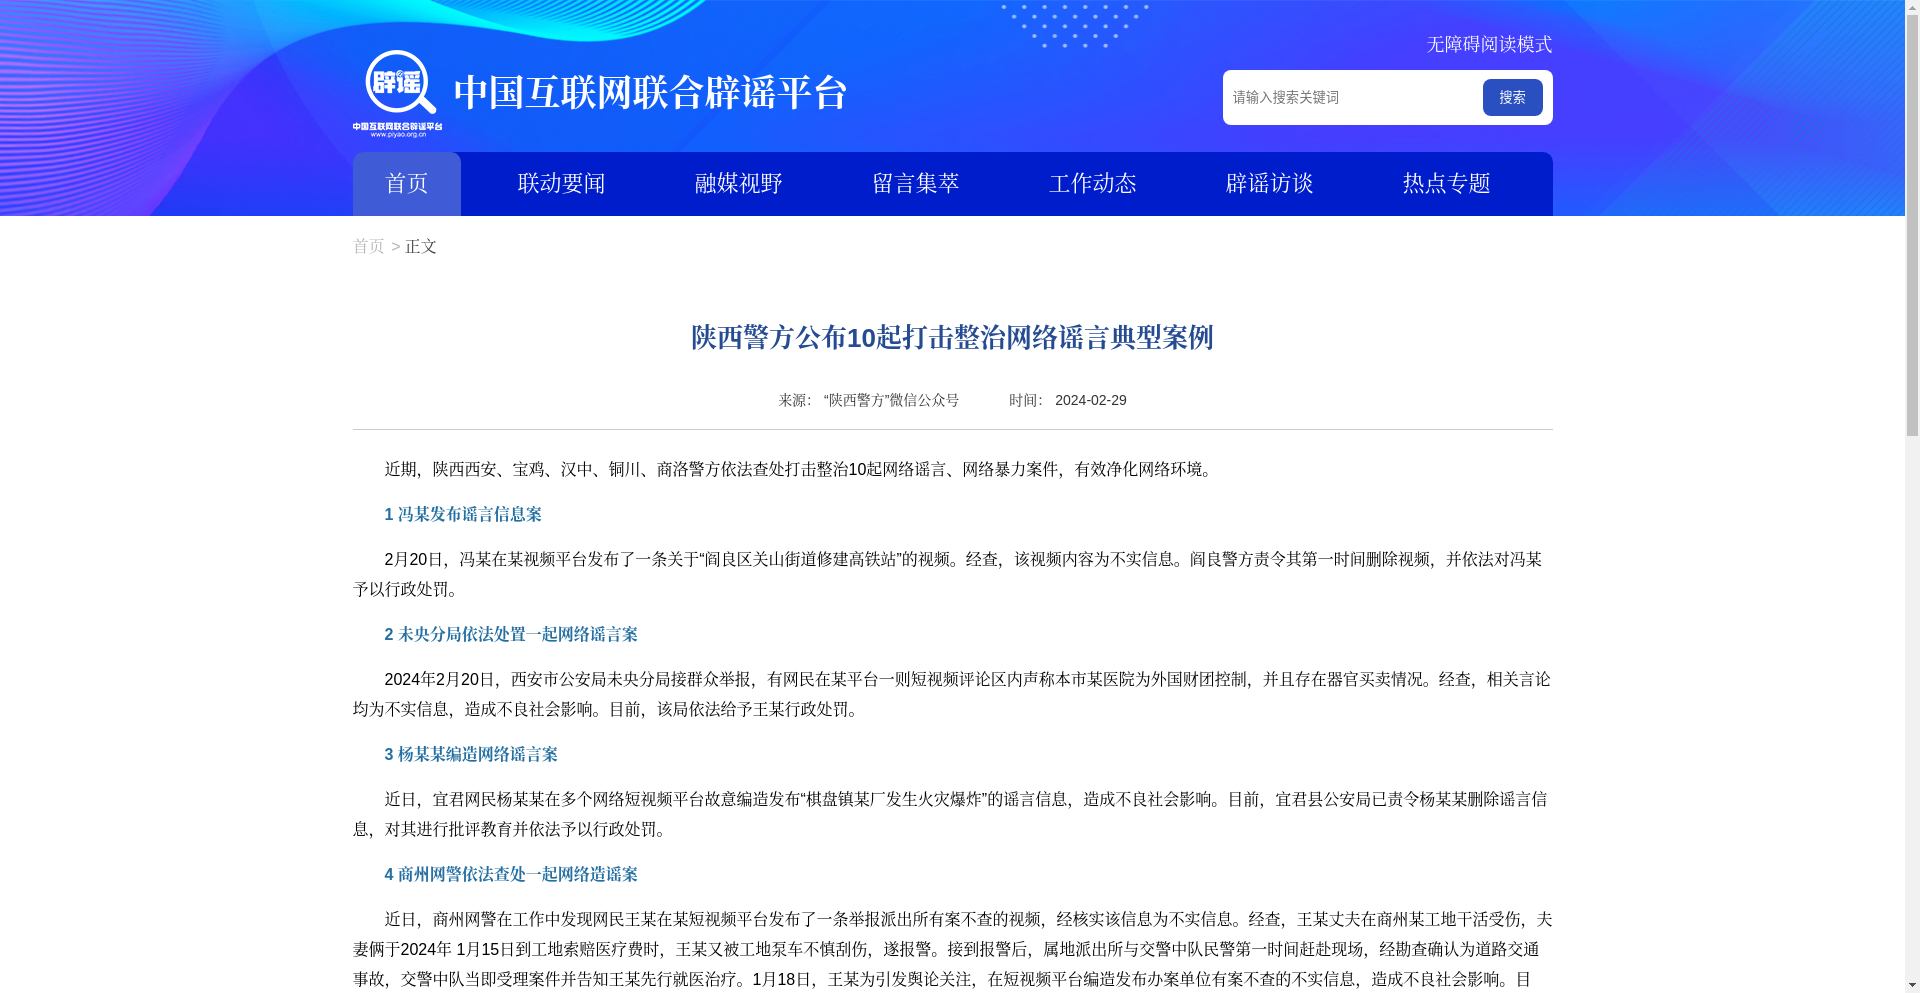 无障碍阅读模式
辟谣
中国互联网联合辟谣平台
www.piyao.org.cn
中国互联网联合辟谣平台
请输入搜索关键词
搜索
首页 联动要闻 融媒视野 留言集萃 工作动态 辟谣访谈 热点专题
首页 > 正文
陕西警方公布10起打击整治网络谣言典型案例
来源： “陕西警方”微信公众号 时间： 2024-02-29
近期，陕西西安、宝鸡、汉中、铜川、商洛警方依法查处打击整治10起网络谣言、网络暴力案件，有效净化网络环境。
1 冯某发布谣言信息案
2月20日，冯某在某视频平台发布了一条关于“阎良区关山街道修建高铁站”的视频。经查，该视频内容为不实信息。阎良警方责令其第一时间删除视频，并依法对冯某
予以行政处罚。
2 未央分局依法处置一起网络谣言案
2024年2月20日，西安市公安局未央分局接群众举报，有网民在某平台一则短视频评论区内声称本市某医院为外国财团控制，并且存在器官买卖情况。经查，相关言论
均为不实信息，造成不良社会影响。目前，该局依法给予王某行政处罚。
3 杨某某编造网络谣言案
近日，宜君网民杨某某在多个网络短视频平台故意编造发布“棋盘镇某厂发生火灾爆炸”的谣言信息，造成不良社会影响。目前，宜君县公安局已责令杨某某删除谣言信
息，对其进行批评教育并依法予以行政处罚。
4 商州网警依法查处一起网络造谣案
近日，商州网警在工作中发现网民王某在某短视频平台发布了一条举报派出所有案不查的视频，经核实该信息为不实信息。经查，王某丈夫在商州某工地干活受伤，夫
妻俩于2024年 1月15日到工地索赔医疗费时，王某又被工地泵车不慎刮伤，遂报警。接到报警后，属地派出所与交警中队民警第一时间赶赴现场，经勘查确认为道路交通
事故，交警中队当即受理案件并告知王某先行就医治疗。1月18日，王某为引发舆论关注，在短视频平台编造发布办案单位有案不查的不实信息，造成不良社会影响。目